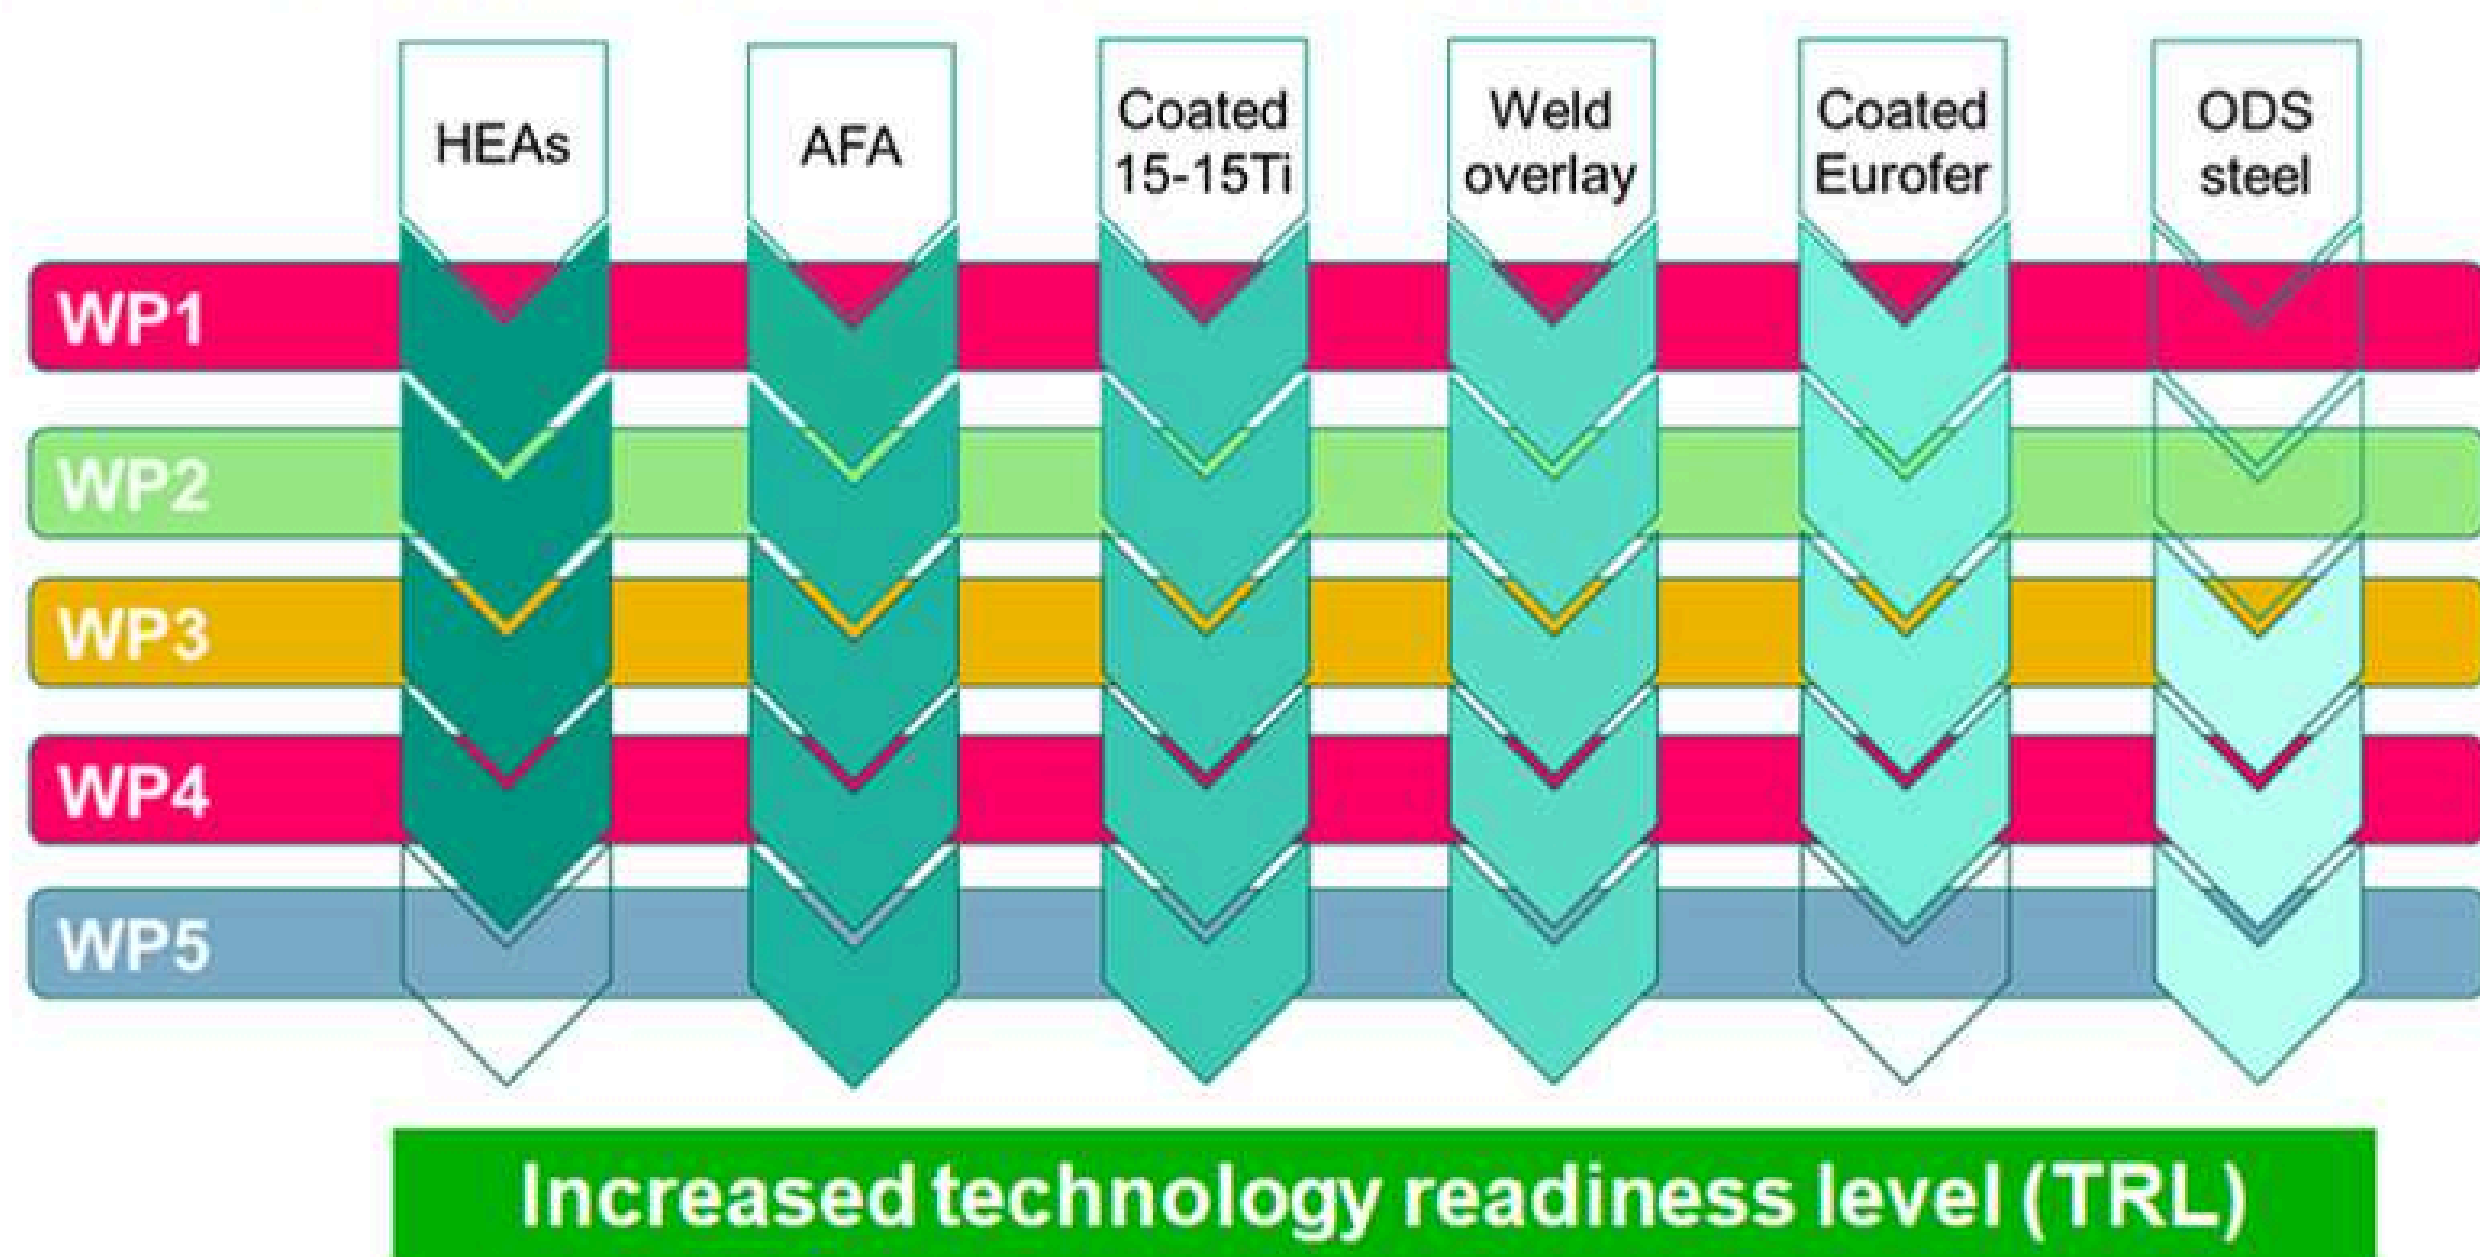 HEAs
AFA
Coated
15-15Ti
Weld
overlay
Coated
Eurofer
ODS
steel
WP1
WP2
WP3
WP4
WP5
Increased technology readiness level (TRL)